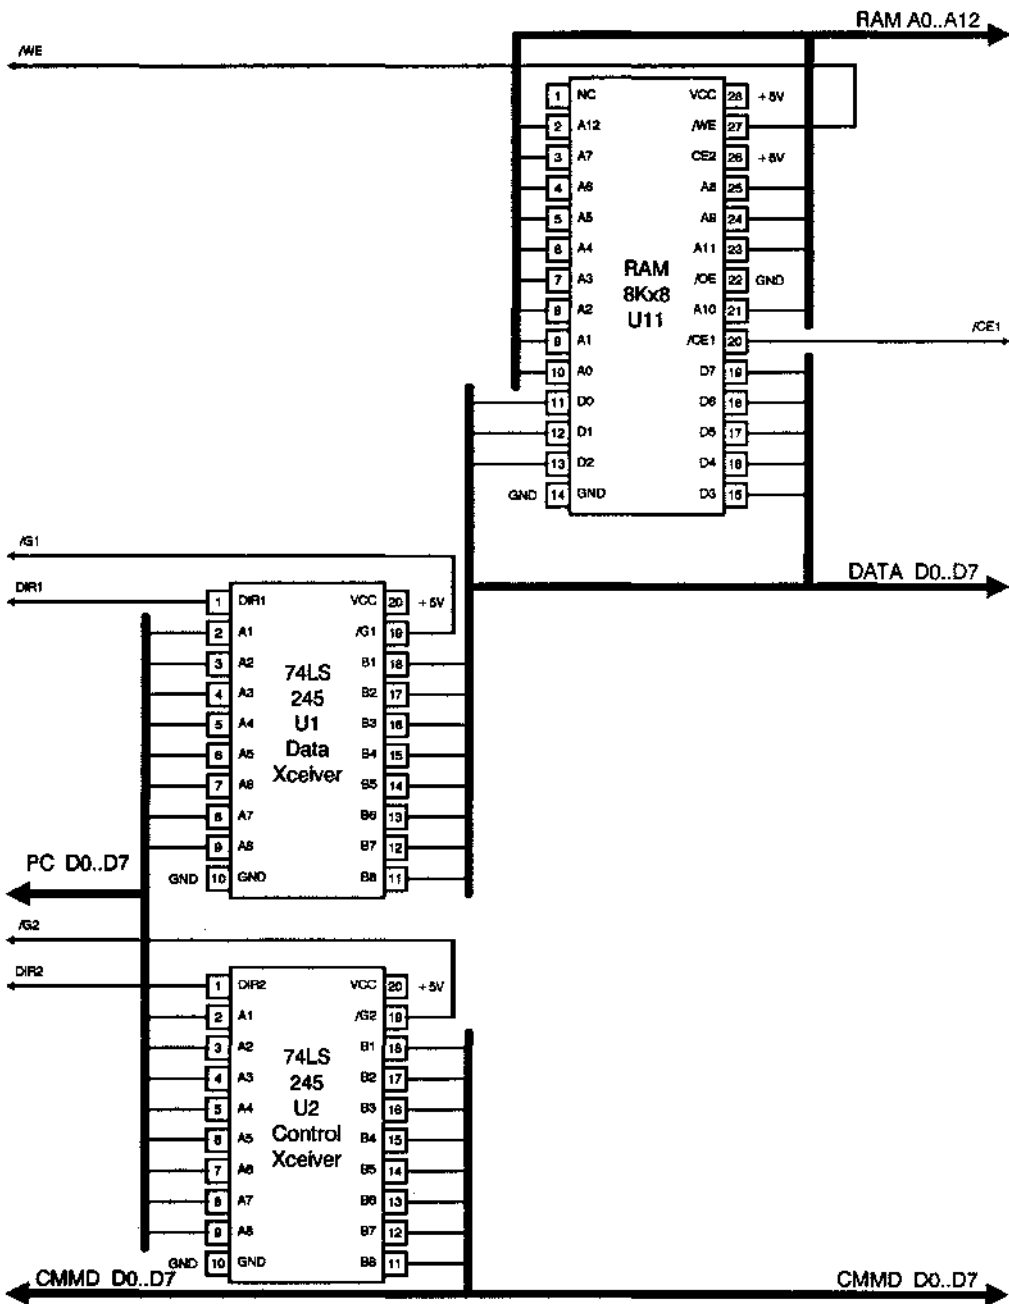 RAM A0..A12
/WE
1 NC VCC 28 +5V
2 A12 /WE 27
3 A7 CE2 26 +5V
4 A6 A8 25
5 A5 A9 24
6 A4 A11 23
7 A3 /OE 22 GND
8 A2 A10 21
9 A1 /CE1 20
/CE1
10 A0 D7 19
11 D0 D6 18
12 D1 D5 17
13 D2 D4 16
GND 14 GND D3 15
RAM
8Kx8
U11
/G1
DATA D0..D7
DIR1
1 DIR1 VCC 20 +5V
2 A1 /G1 19
3 A2 B1 18
4 A3 B2 17
5 A4 B3 16
6 A5 B4 15
7 A6 B5 14
8 A7 B6 13
9 A8 B7 12
GND 10 GND B8 11
74LS
245
U1
Data
Xceiver
PC D0..D7
/G2
DIR2
1 DIR2 VCC 20 +5V
2 A1 /G2 19
3 A2 B1 18
4 A3 B2 17
5 A4 B3 16
6 A5 B4 15
7 A6 B5 14
8 A7 B6 13
9 A8 B7 12
GND 10 GND B8 11
74LS
245
U2
Control
Xceiver
CMMD D0..D7
CMMD D0..D7